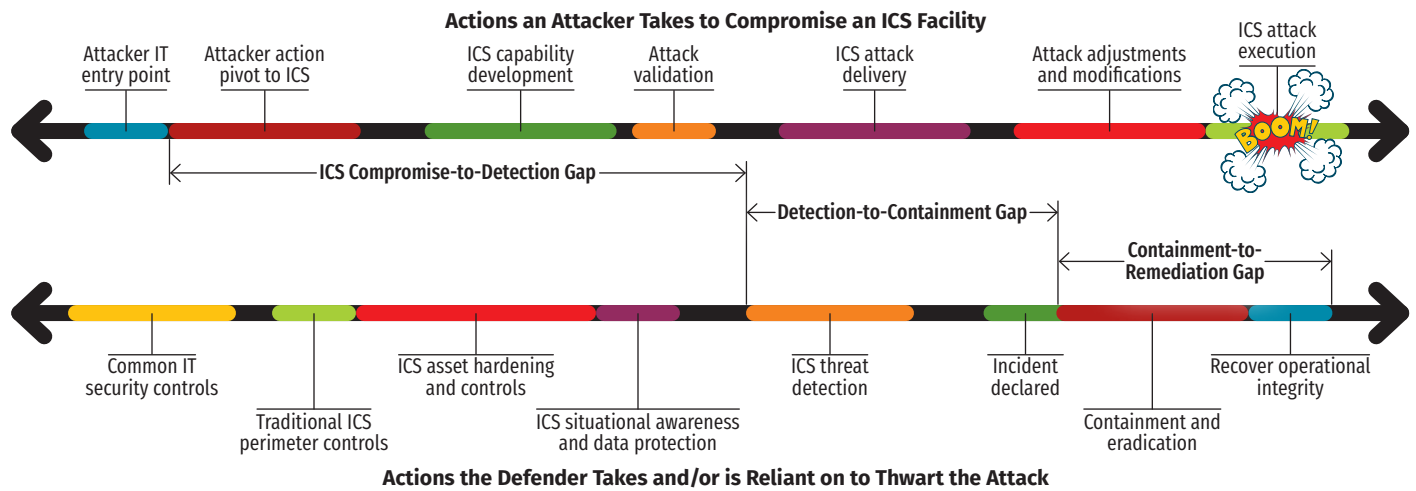 Actions an Attacker Takes to Compromise an ICS Facility
Attacker IT
entry point
Attacker action
pivot to ICS
ICS capability
development
Attack
validation
ICS attack
delivery
Attack adjustments
and modifications
ICS attack
execution
BOOM!
ICS Compromise-to-Detection Gap
Detection-to-Containment Gap
Containment-to-
Remediation Gap
Common IT
security controls
Traditional ICS
perimeter controls
ICS asset hardening
and controls
ICS situational awareness
and data protection
ICS threat
detection
Incident
declared
Containment and
eradication
Recover operational
integrity
Actions the Defender Takes and/or is Reliant on to Thwart the Attack